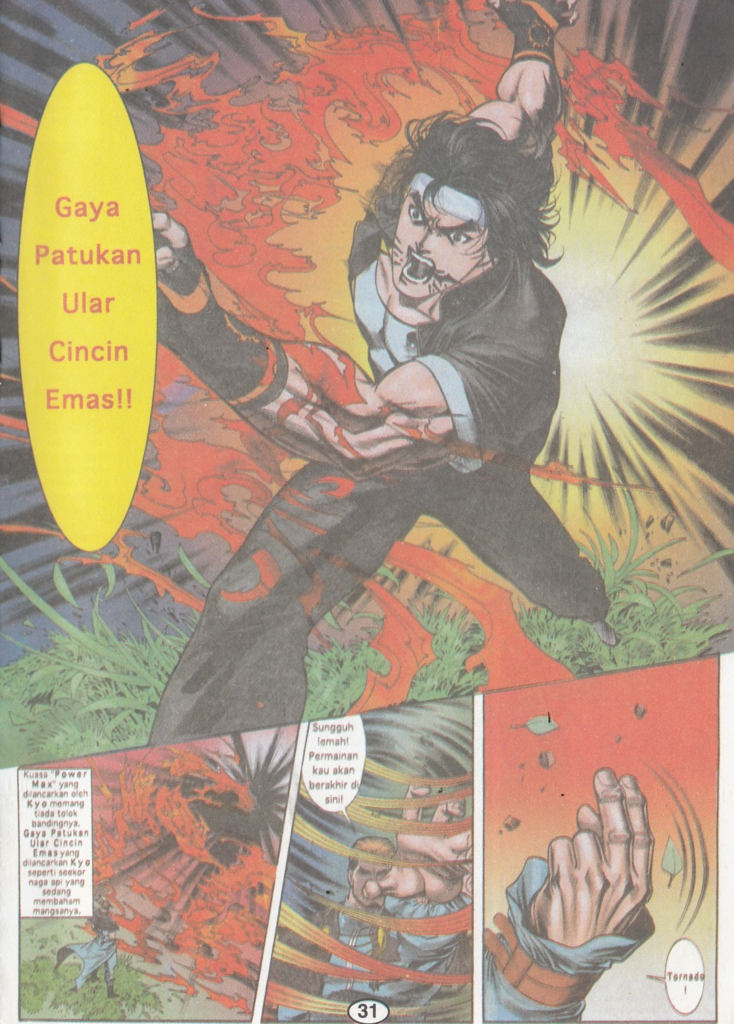 Gaya
Patukan
Ular
Cincin
Emas!!
Kuasa "Power
Max" yang
dilancarkan oleh
Kyo memang
tiada tolok
bandingnya.
Gaya Patukan
Ular Cincin
Emas yang
dilancarkan Kyo
seperti seekor
naga api yang
sedang
membaham
mangsanya.
Sungguh
lemah!
Permainan
kau akan
berakhir di
sini!
Tornado
!
31